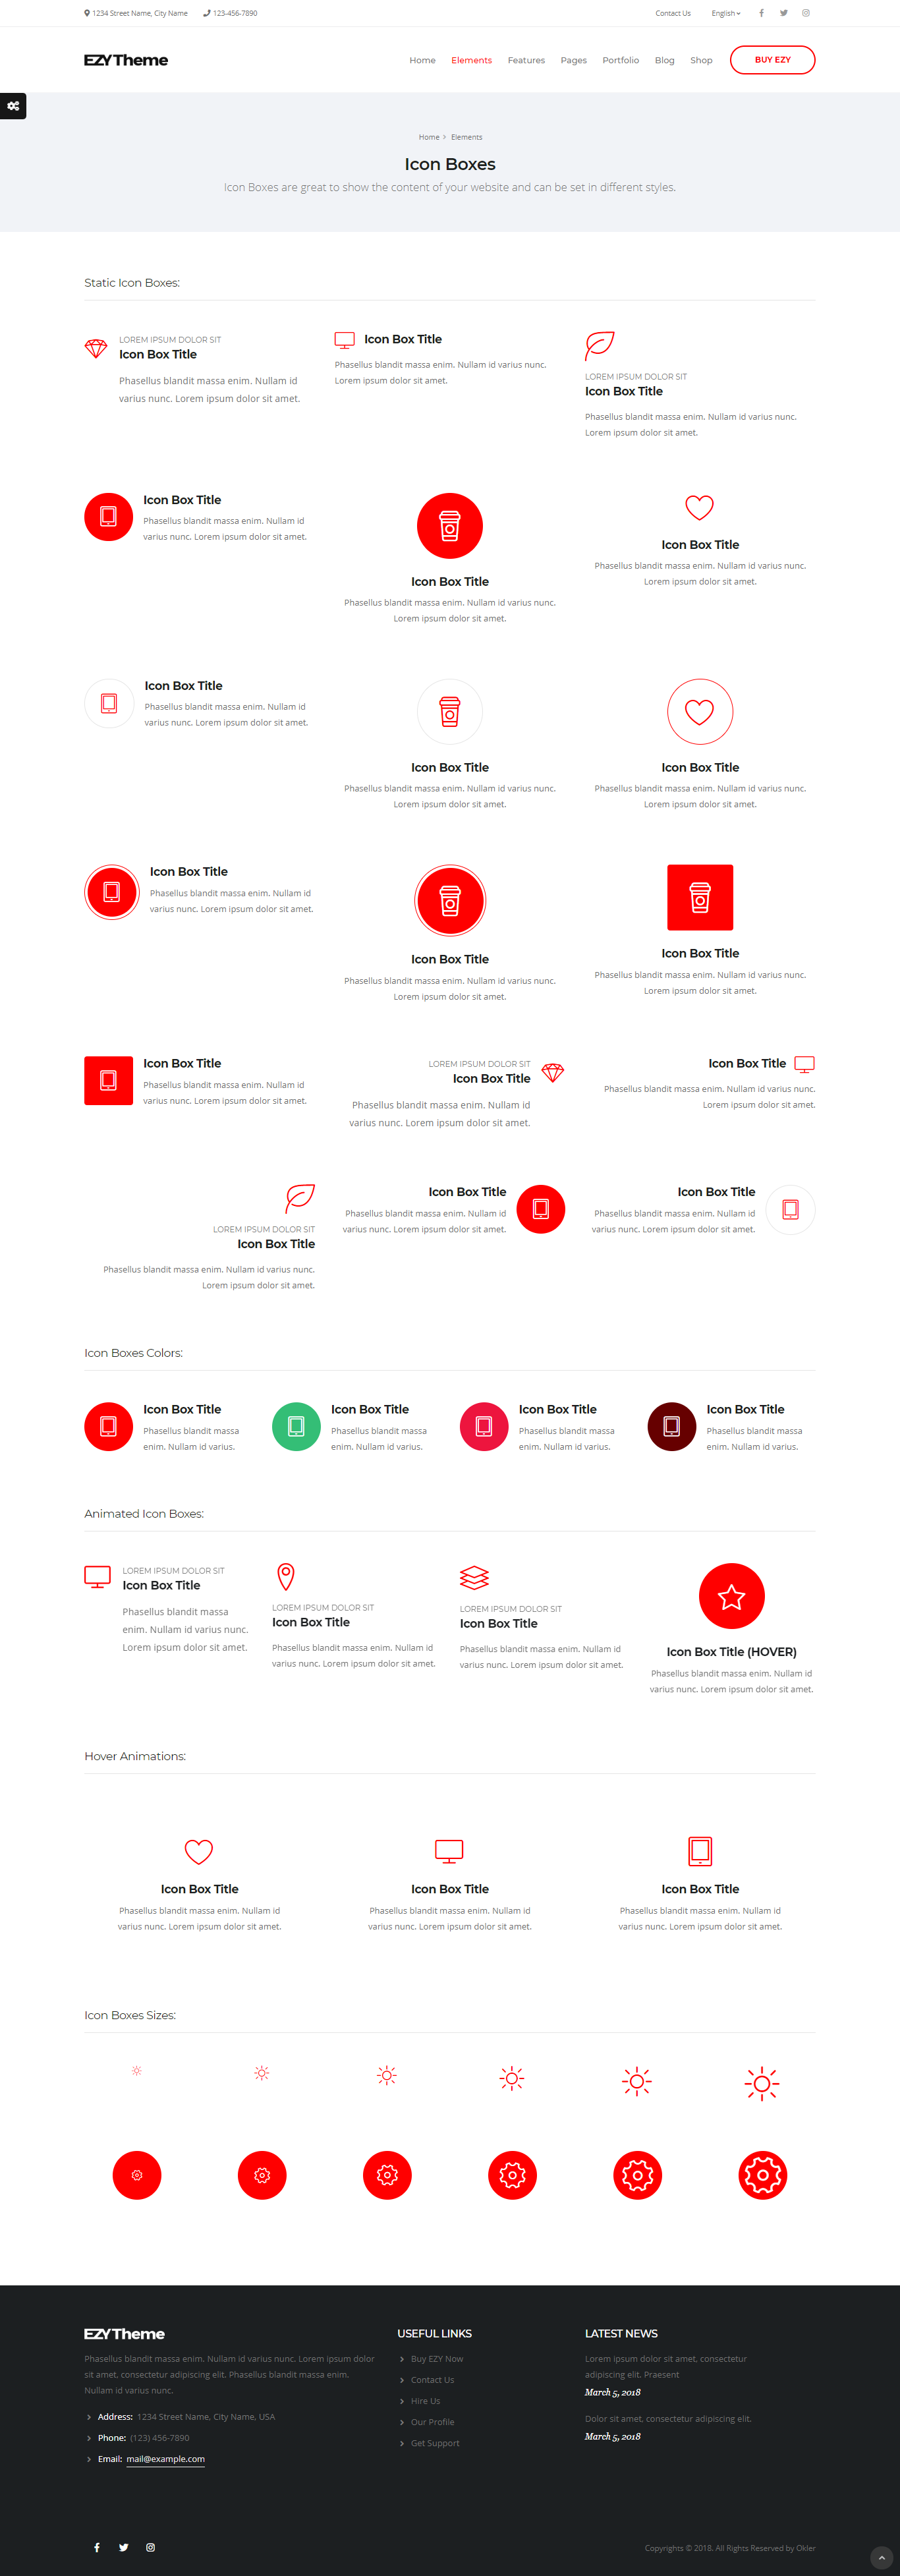 1234 Street Name, City Name 123-456-7890 Contact Us English
EZY Theme Home Elements Features Pages Portfolio Blog Shop BUY EZY
Home > Elements
Icon Boxes
Icon Boxes are great to show the content of your website and can be set in different styles.
Static Icon Boxes:
LOREM IPSUM DOLOR SIT
Icon Box Title
Phasellus blandit massa enim. Nullam id
varius nunc. Lorem ipsum dolor sit amet.
Icon Box Title
Phasellus blandit massa enim. Nullam id varius nunc.
Lorem ipsum dolor sit amet.
LOREM IPSUM DOLOR SIT
Icon Box Title
Phasellus blandit massa enim. Nullam id varius nunc.
Lorem ipsum dolor sit amet.
Icon Box Title
Phasellus blandit massa enim. Nullam id
varius nunc. Lorem ipsum dolor sit amet.
Icon Box Title
Phasellus blandit massa enim. Nullam id varius nunc.
Lorem ipsum dolor sit amet.
Icon Box Title
Phasellus blandit massa enim. Nullam id varius nunc.
Lorem ipsum dolor sit amet.
Icon Box Title
Phasellus blandit massa enim. Nullam id
varius nunc. Lorem ipsum dolor sit amet.
Icon Box Title
Phasellus blandit massa enim. Nullam id varius nunc.
Lorem ipsum dolor sit amet.
Icon Box Title
Phasellus blandit massa enim. Nullam id varius nunc.
Lorem ipsum dolor sit amet.
Icon Box Title
Phasellus blandit massa enim. Nullam id
varius nunc. Lorem ipsum dolor sit amet.
Icon Box Title
Phasellus blandit massa enim. Nullam id varius nunc.
Lorem ipsum dolor sit amet.
Icon Box Title
Phasellus blandit massa enim. Nullam id varius nunc.
Lorem ipsum dolor sit amet.
Icon Box Title
Phasellus blandit massa enim. Nullam id
varius nunc. Lorem ipsum dolor sit amet.
LOREM IPSUM DOLOR SIT
Icon Box Title
Phasellus blandit massa enim. Nullam id
varius nunc. Lorem ipsum dolor sit amet.
Icon Box Title
Phasellus blandit massa enim. Nullam id varius nunc.
Lorem ipsum dolor sit amet.
LOREM IPSUM DOLOR SIT
Icon Box Title
Phasellus blandit massa enim. Nullam id varius nunc.
Lorem ipsum dolor sit amet.
Icon Box Title
Phasellus blandit massa enim. Nullam id
varius nunc. Lorem ipsum dolor sit amet.
Icon Box Title
Phasellus blandit massa enim. Nullam id
varius nunc. Lorem ipsum dolor sit amet.
Icon Boxes Colors:
Icon Box Title
Phasellus blandit massa
enim. Nullam id varius.
Icon Box Title
Phasellus blandit massa
enim. Nullam id varius.
Icon Box Title
Phasellus blandit massa
enim. Nullam id varius.
Icon Box Title
Phasellus blandit massa
enim. Nullam id varius.
Animated Icon Boxes:
LOREM IPSUM DOLOR SIT
Icon Box Title
Phasellus blandit massa
enim. Nullam id varius nunc.
Lorem ipsum dolor sit amet.
LOREM IPSUM DOLOR SIT
Icon Box Title
Phasellus blandit massa enim. Nullam id
varius nunc. Lorem ipsum dolor sit amet.
LOREM IPSUM DOLOR SIT
Icon Box Title
Phasellus blandit massa enim. Nullam id
varius nunc. Lorem ipsum dolor sit amet.
Icon Box Title (HOVER)
Phasellus blandit massa enim. Nullam id
varius nunc. Lorem ipsum dolor sit amet.
Hover Animations:
Icon Box Title
Phasellus blandit massa enim. Nullam id
varius nunc. Lorem ipsum dolor sit amet.
Icon Box Title
Phasellus blandit massa enim. Nullam id
varius nunc. Lorem ipsum dolor sit amet.
Icon Box Title
Phasellus blandit massa enim. Nullam id
varius nunc. Lorem ipsum dolor sit amet.
Icon Boxes Sizes:
EZY Theme
Phasellus blandit massa enim. Nullam id varius nunc. Lorem ipsum dolor
sit amet, consectetur adipiscing elit. Phasellus blandit massa enim.
Nullam id varius nunc.
Address: 1234 Street Name, City Name, USA
Phone: (123) 456-7890
Email: mail@example.com
USEFUL LINKS
Buy EZY Now
Contact Us
Hire Us
Our Profile
Get Support
LATEST NEWS
Lorem ipsum dolor sit amet, consectetur
adipiscing elit. Praesent
March 5, 2018
Dolor sit amet, consectetur adipiscing elit.
March 5, 2018
Copyrights © 2018. All Rights Reserved by Okler